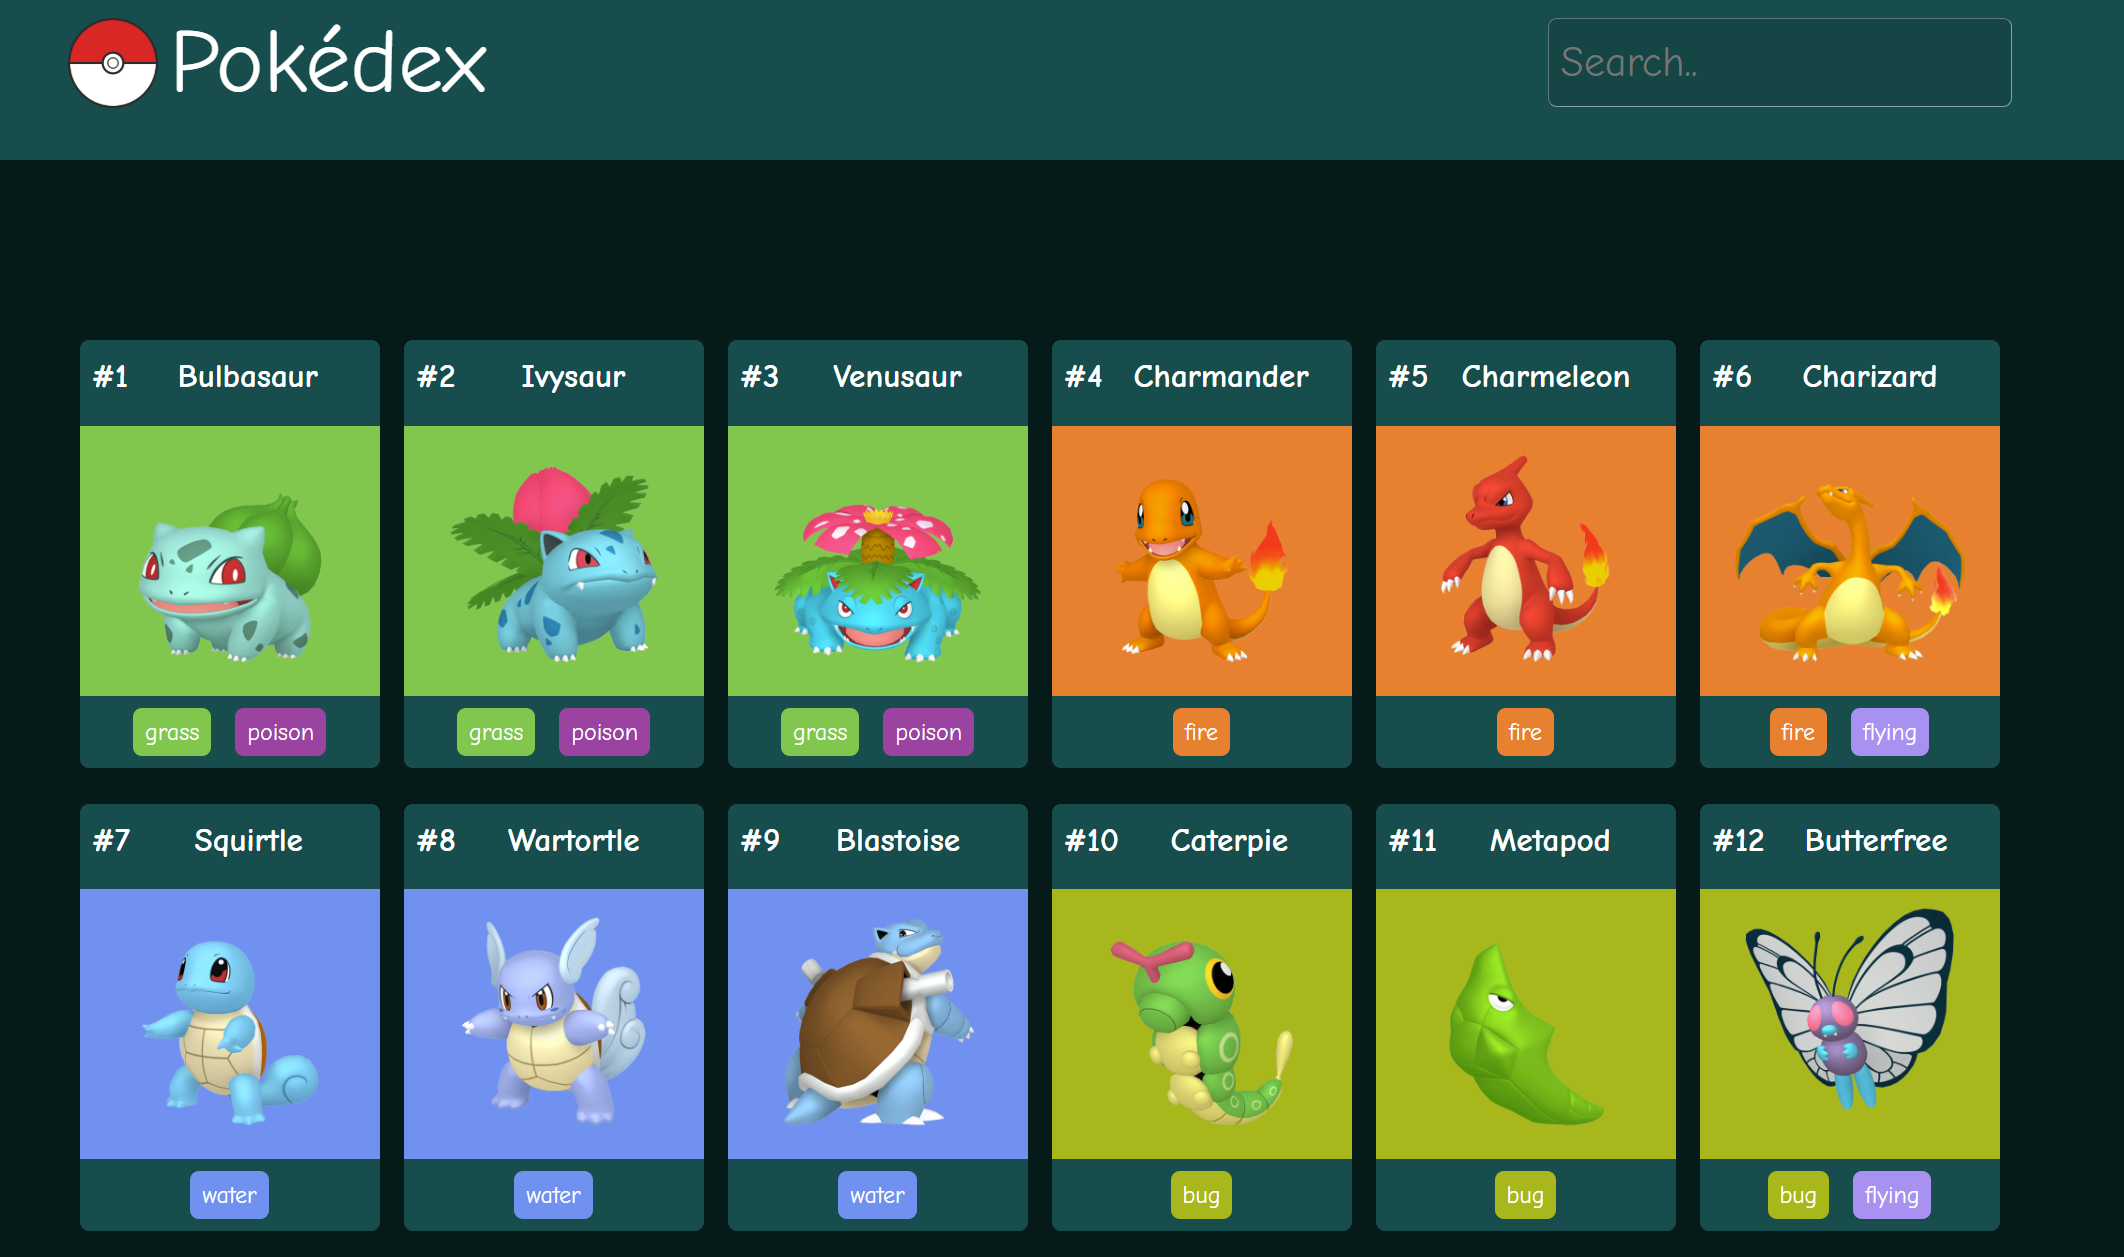 Pokédex
Search..
#1 Bulbasaur
#2 Ivysaur
#3 Venusaur
#4 Charmander
#5 Charmeleon
#6 Charizard
grass poison
grass poison
grass poison
fire
fire
fire flying
#7 Squirtle
#8 Wartortle
#9 Blastoise
#10 Caterpie
#11 Metapod
#12 Butterfree
water
water
water
bug
bug
bug flying